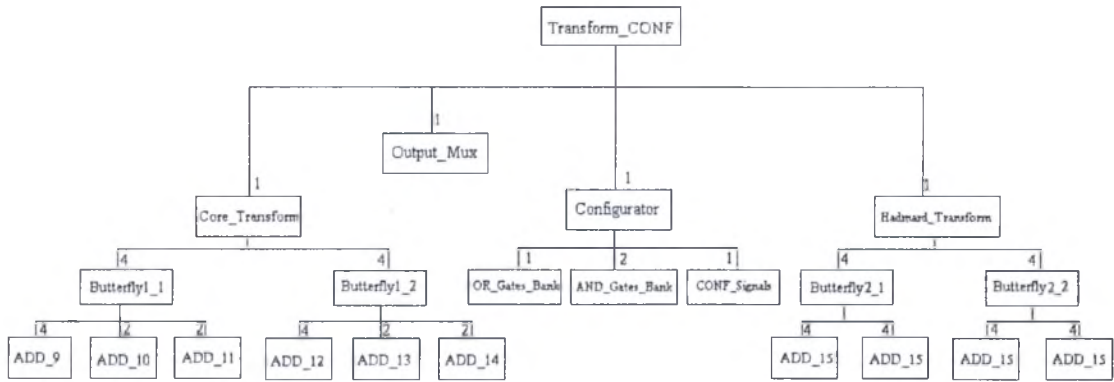 Transform_CONF
1
Output_Mux
1
1
1
Core_Transform
Configurator
Hadmard_Transform
4
4
1
2
1
4
4
Butterfly1_1
Butterfly1_2
OR_Gates_Bank
AND_Gates_Bank
CONF_Signals
Butterfly2_1
Butterfly2_2
4
2
2
4
2
2
4
4
4
4
ADD_9
ADD_10
ADD_11
ADD_12
ADD_13
ADD_14
ADD_15
ADD_15
ADD_15
ADD_15